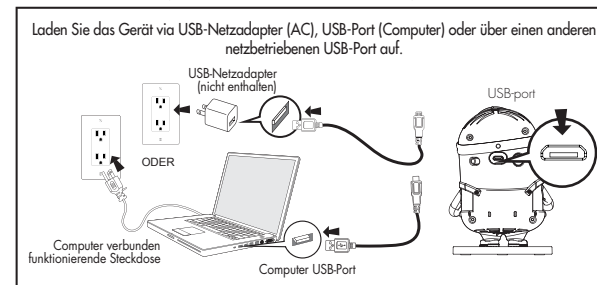 Laden Sie das Gerät via USB-Netzadapter (AC), USB-Port (Computer) oder über einen anderen
netzbetriebenen USB-Port auf.
USB-Netzadapter
(nicht enthalten)
USB-port
ODER
Computer verbunden
funktionierende Steckdose
Computer USB-Port